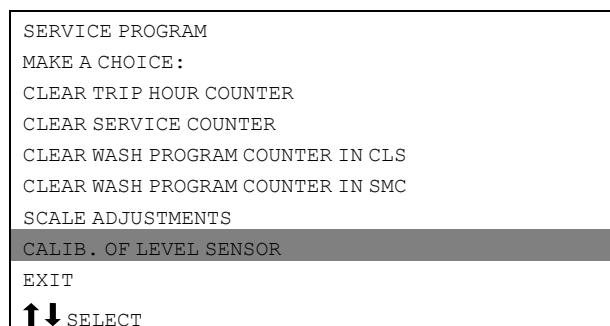 SERVICE PROGRAM
MAKE A CHOICE:
CLEAR TRIP HOUR COUNTER
CLEAR SERVICE COUNTER
CLEAR WASH PROGRAM COUNTER IN CLS
CLEAR WASH PROGRAM COUNTER IN SMC
SCALE ADJUSTMENTS
CALIB. OF LEVEL SENSOR
EXIT
⬆⬇ SELECT